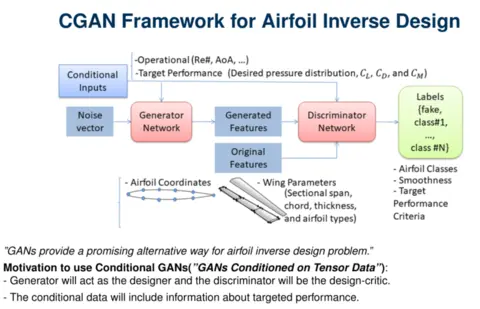 CGAN Framework for Airfoil Inverse Design
-Operational (Re#, AoA, ...)
-Target Performance (Desired pressure distribution, C_L, C_D, and C_M)
Conditional
Inputs
Noise
vector
Generator
Network
Generated
Features
Discriminator
Network
Original
Features
Labels
{fake,
class#1,
...,
class #N}
- Airfoil Coordinates
- Wing Parameters
(Sectional span,
chord, thickness,
and airfoil types)
- Airfoil Classes
- Smoothness
- Target
Performance
Criteria
"GANs provide a promising alternative way for airfoil inverse design problem."
Motivation to use Conditional GANs("GANs Conditioned on Tensor Data"):
- Generator will act as the designer and the discriminator will be the design-critic.
- The conditional data will include information about targeted performance.